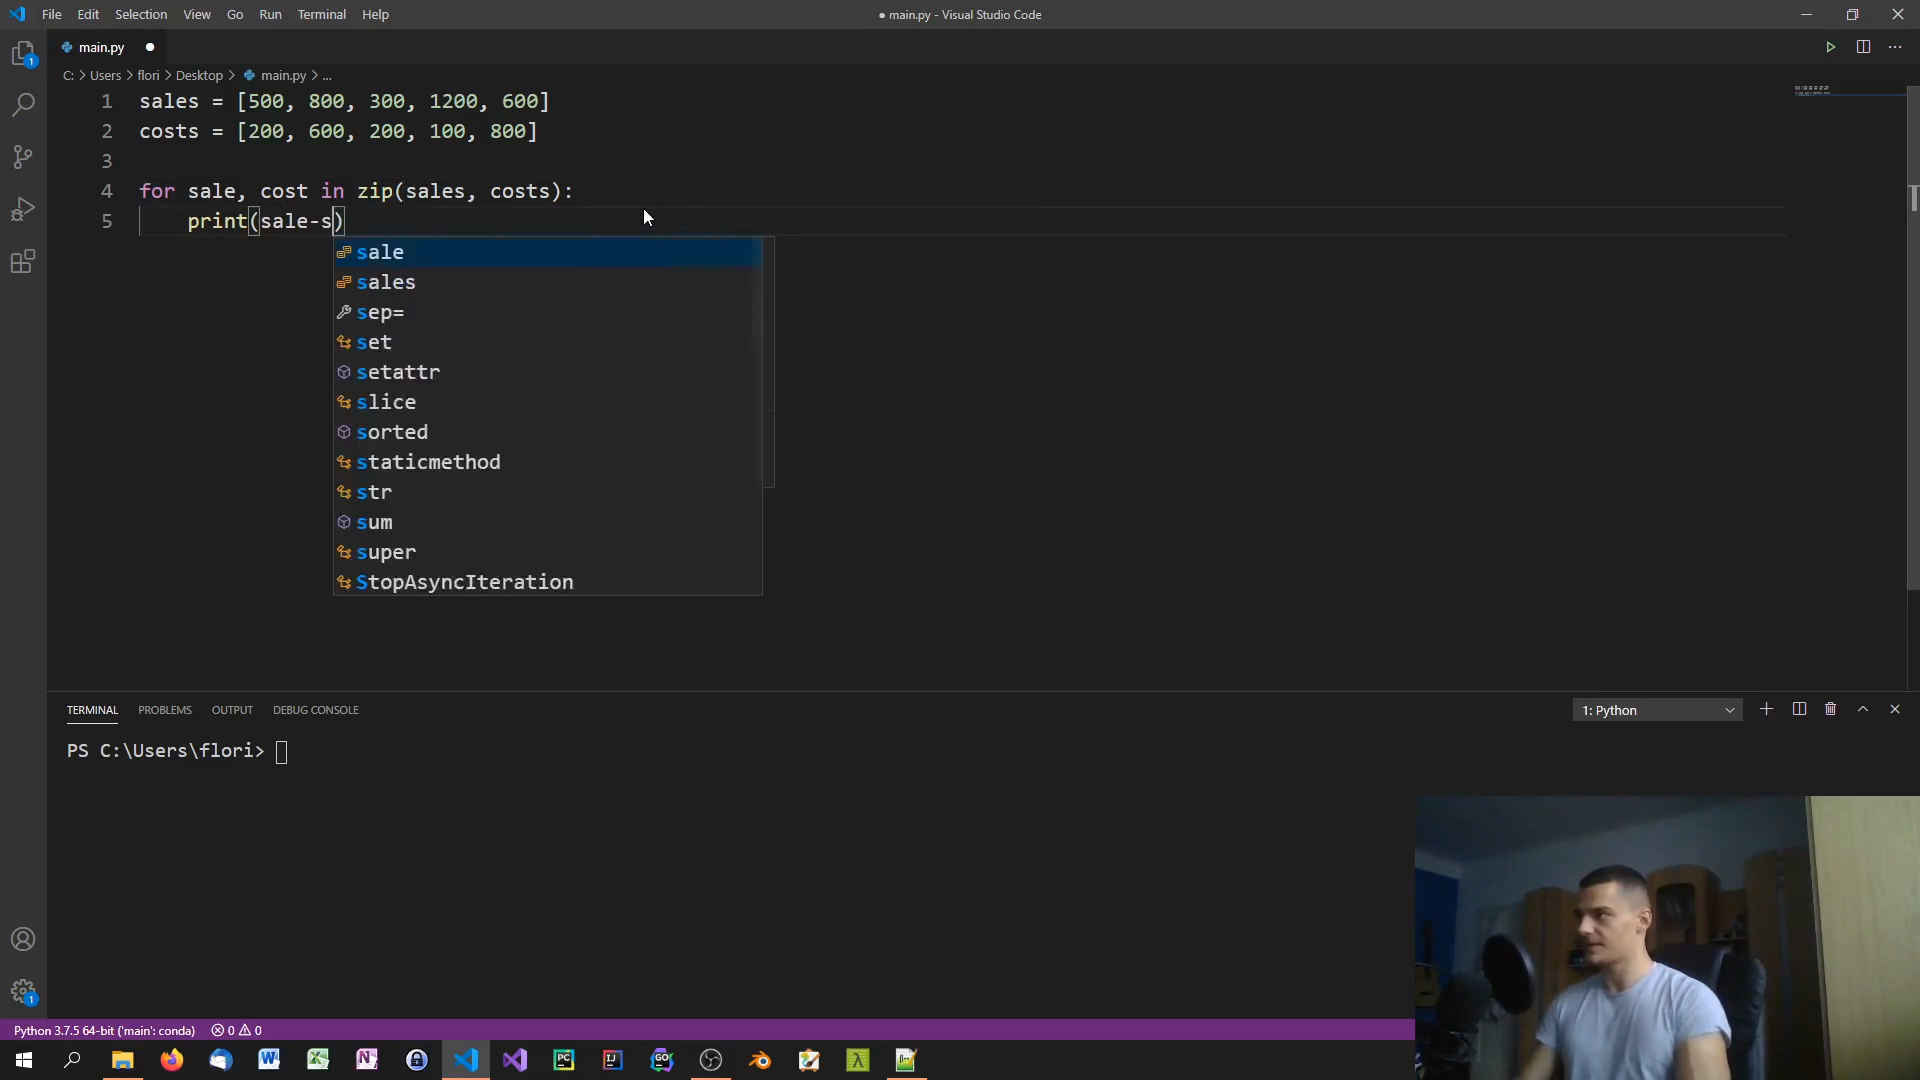 File Edit Selection View Go Run Terminal Help
● main.py - Visual Studio Code
1
main.py
C: > Users > flori > Desktop > main.py > ...
1 sales = [500, 800, 300, 1200, 600]
2 costs = [200, 600, 200, 100, 800]
3
4 for sale, cost in zip(sales, costs):
5 print(sale-s)
sale
sales
sep=
set
setattr
slice
sorted
staticmethod
str
sum
super
StopAsyncIteration
TERMINAL PROBLEMS OUTPUT DEBUG CONSOLE
1: Python
PS C:\Users\flori>
1
Python 3.7.5 64-bit ('main': conda) 0 0